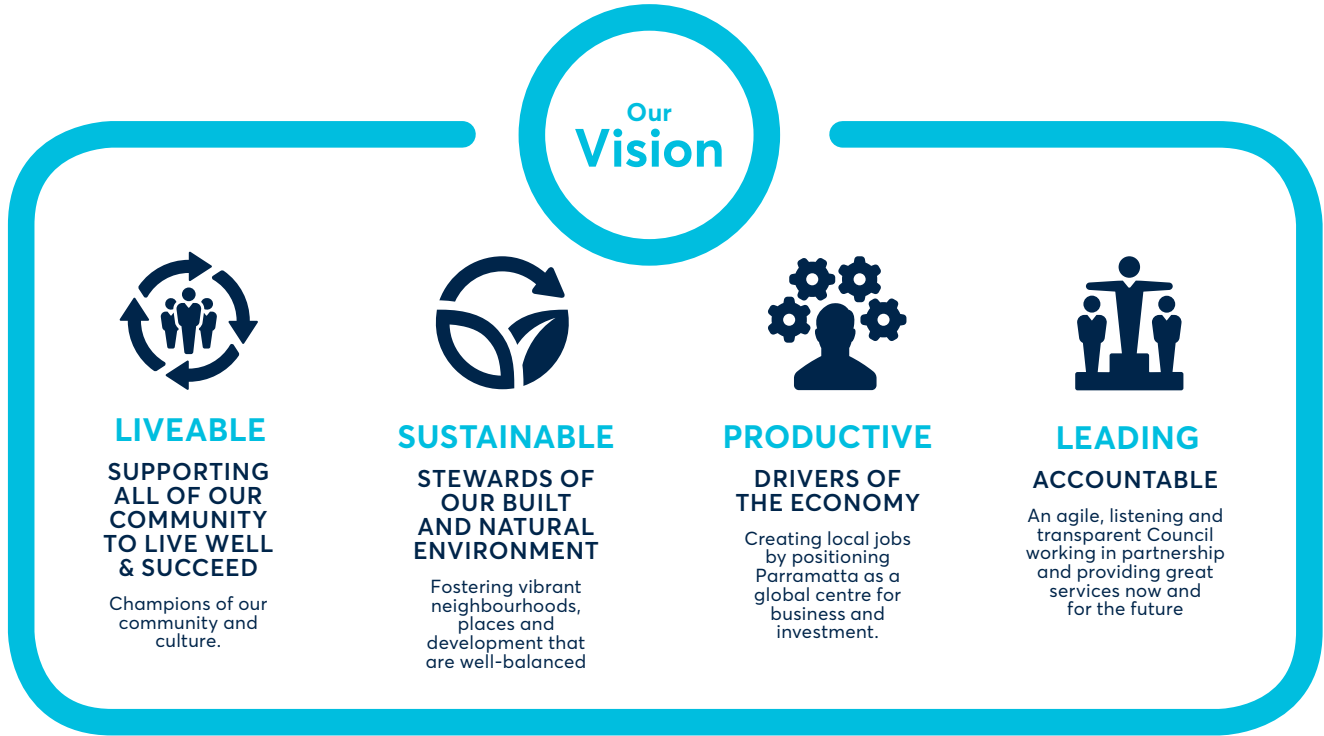 Our
Vision
LIVEABLE
SUPPORTING
ALL OF OUR
COMMUNITY
TO LIVE WELL
& SUCCEED
Champions of our
community and
culture.
SUSTAINABLE
STEWARDS OF
OUR BUILT
AND NATURAL
ENVIRONMENT
Fostering vibrant
neighbourhoods,
places and
development that
are well-balanced
PRODUCTIVE
DRIVERS OF
THE ECONOMY
Creating local jobs
by positioning
Parramatta as a
global centre for
business and
investment.
LEADING
ACCOUNTABLE
An agile, listening and
transparent Council
working in partnership
and providing great
services now and
for the future